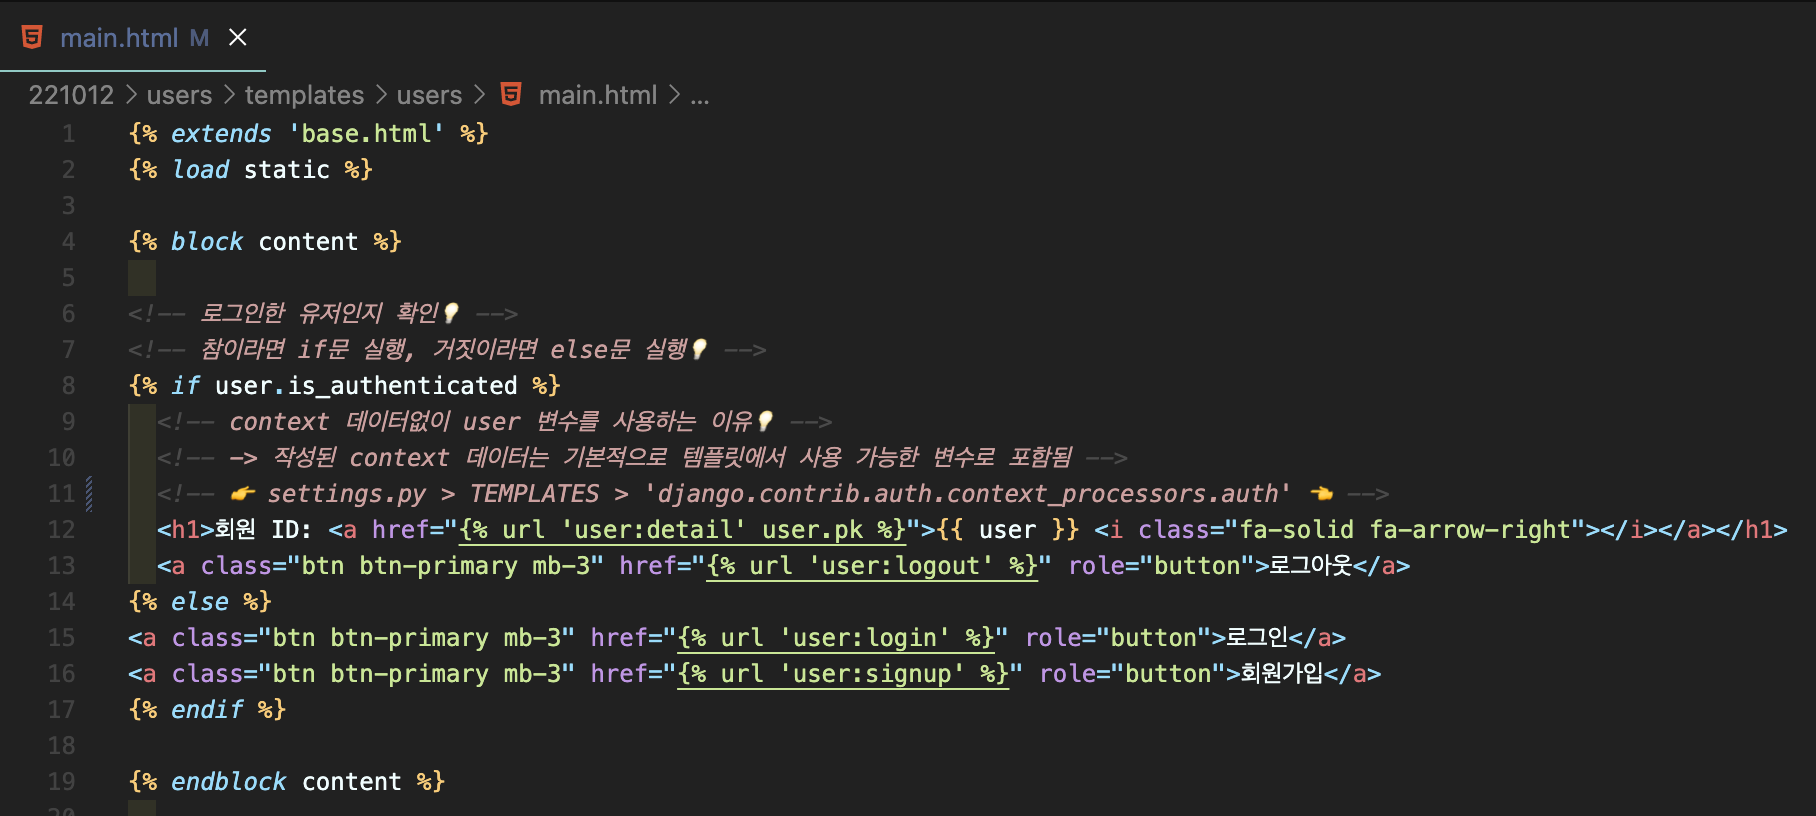 main.html M
221012 > users > templates > users > main.html > ...
1 {% extends 'base.html' %}
2 {% load static %}
3
4 {% block content %}
5
6 <!-- 로그인한 유저인지 확인💡 -->
7 <!-- 참이라면 if문 실행, 거짓이라면 else문 실행💡 -->
8 {% if user.is_authenticated %}
9 <!-- context 데이터없이 user 변수를 사용하는 이유💡 -->
10 <!-- -> 작성된 context 데이터는 기본적으로 템플릿에서 사용 가능한 변수로 포함됨 -->
11 <!-- 👉 settings.py > TEMPLATES > 'django.contrib.auth.context_processors.auth' 👈 -->
12 <h1>회원 ID: <a href="{% url 'user:detail' user.pk %}">{{ user }} <i class="fa-solid fa-arrow-right"></i></a></h1>
13 <a class="btn btn-primary mb-3" href="{% url 'user:logout' %}" role="button">로그아웃</a>
14 {% else %}
15 <a class="btn btn-primary mb-3" href="{% url 'user:login' %}" role="button">로그인</a>
16 <a class="btn btn-primary mb-3" href="{% url 'user:signup' %}" role="button">회원가입</a>
17 {% endif %}
18
19 {% endblock content %}
20